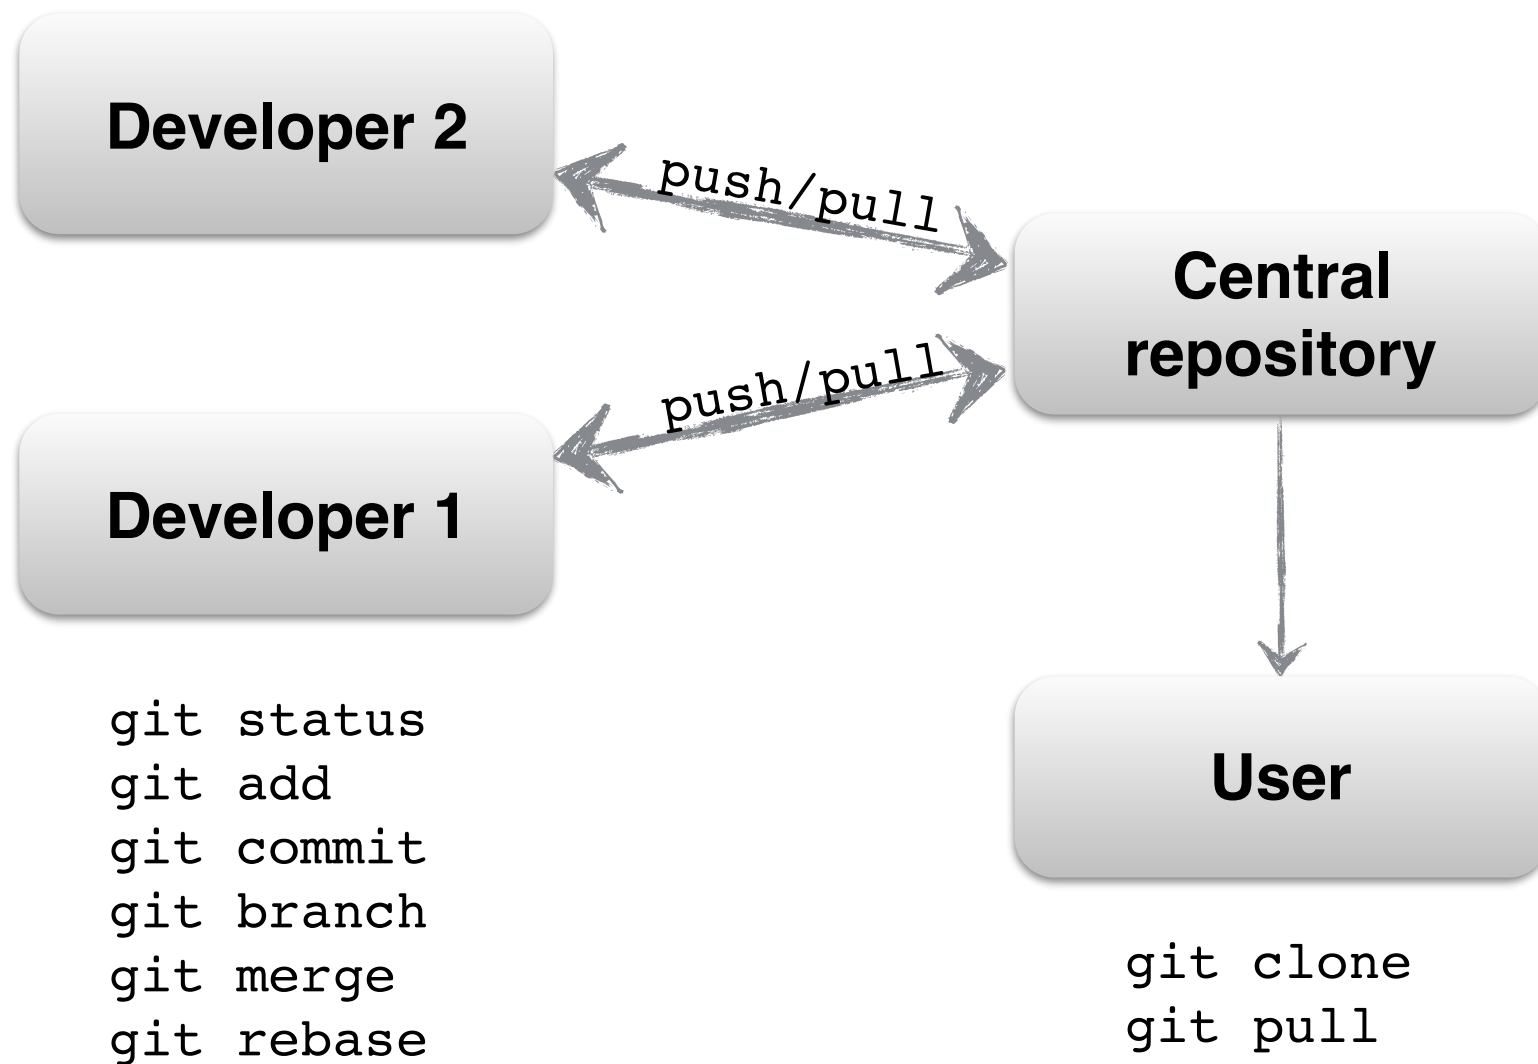 Developer 2
push/pull
Central
repository
push/pull
Developer 1
git status
git add
git commit
git branch
git merge
git rebase
User
git clone
git pull